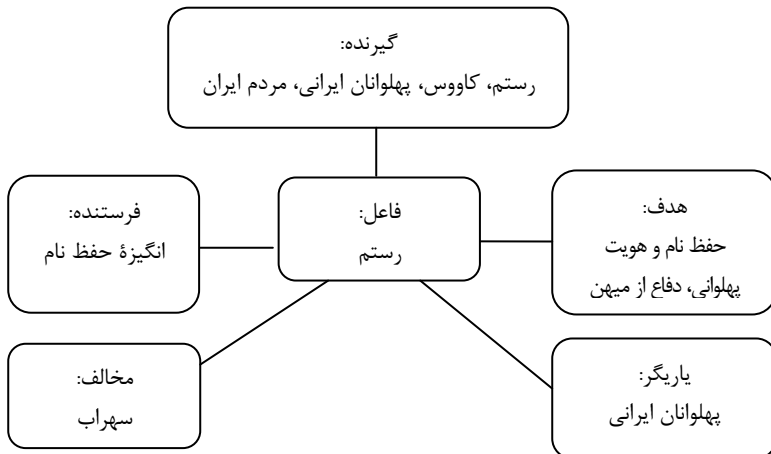 گیرنده:
رستم، کاووس، پهلوانان ایرانی، مردم ایران
هدف:
حفظ نام و هویت
پهلوانی، دفاع از میهن
فاعل:
رستم
فرستنده:
انگیزۀ حفظ نام
یاریگر:
پهلوانان ایرانی
مخالف:
سهراب